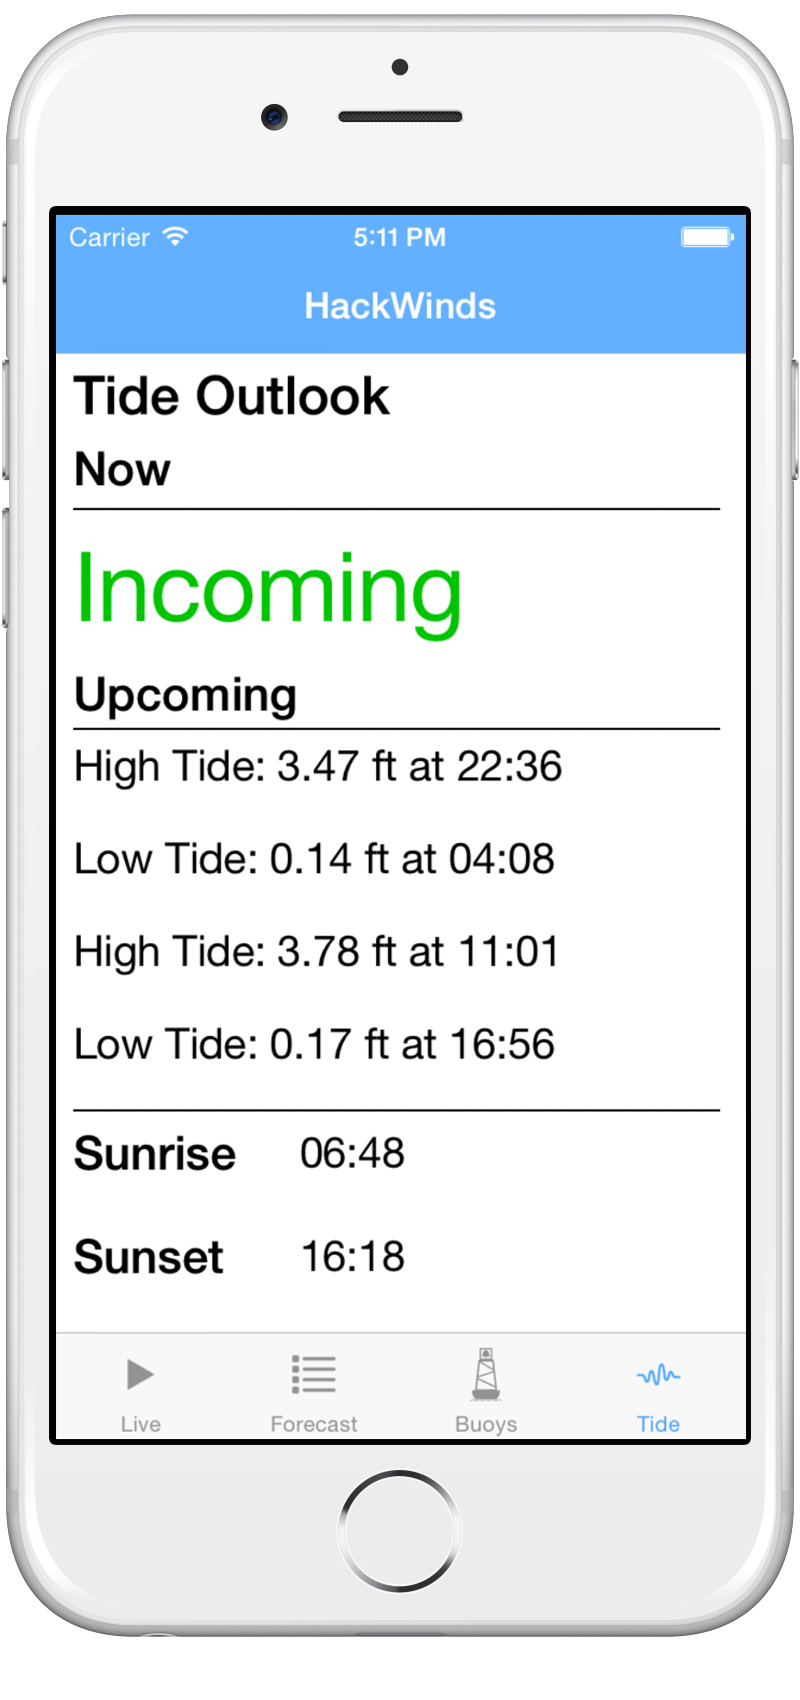 Carrier 5:11 PM
HackWinds
Tide Outlook
Now
Incoming
Upcoming
High Tide: 3.47 ft at 22:36
Low Tide: 0.14 ft at 04:08
High Tide: 3.78 ft at 11:01
Low Tide: 0.17 ft at 16:56
Sunrise 06:48
Sunset 16:18
Live Forecast Buoys Tide